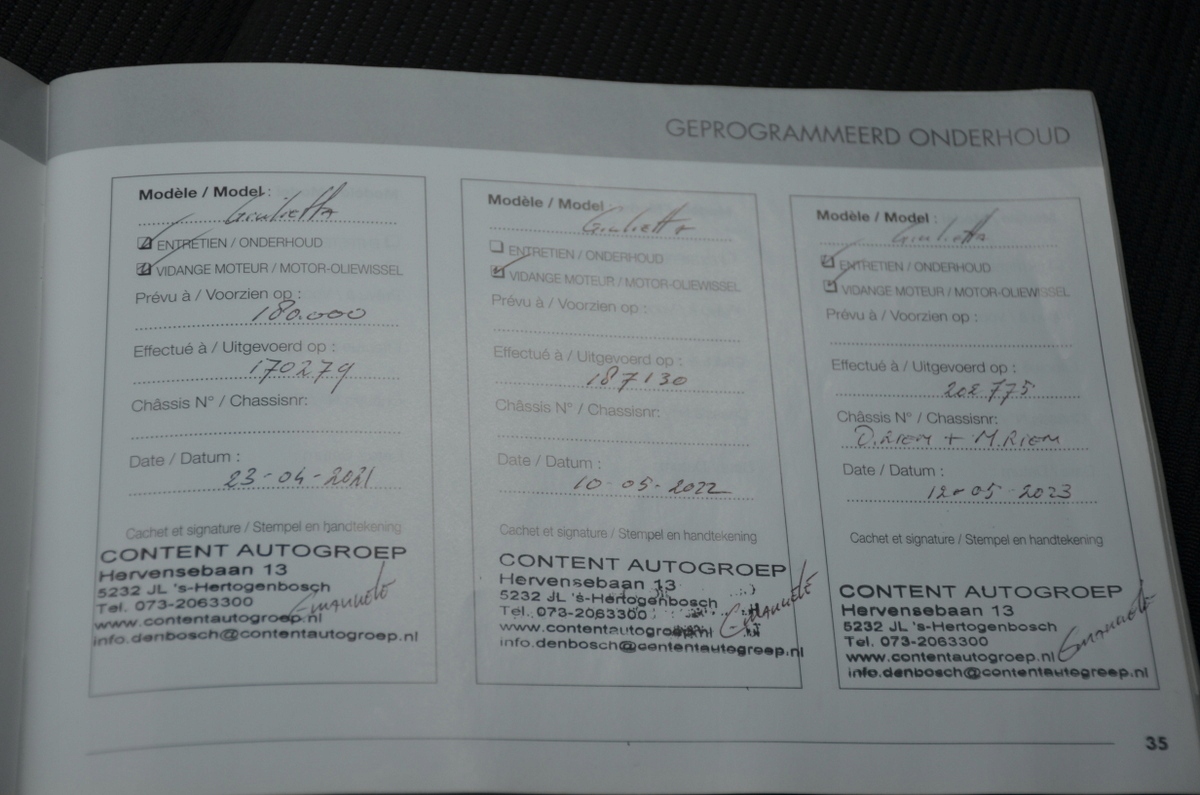 GEPROGRAMMEERD ONDERHOUD
Modèle / Model :
Giulietta
ENTRETIEN / ONDERHOUD
VIDANGE MOTEUR / MOTOR-OLIEWISSEL
Prévu à / Voorzien op :
180.000
Effectué à / Uitgevoerd op :
170279
Châssis N° / Chassisnr:
Date / Datum :
23-04-2021
Cachet et signature / Stempel en handtekening
CONTENT AUTOGROEP
Hervensebaan 13
5232 JL 's-Hertogenbosch
Tel. 073-2063300
Emanuele
www.contentautogroep.nl
info.denbosch@contentautogroep.nl
Modèle / Model :
Giulietta
ENTRETIEN / ONDERHOUD
VIDANGE MOTEUR / MOTOR-OLIEWISSEL
Prévu à / Voorzien op :
Effectué à / Uitgevoerd op :
187130
Châssis N° / Chassisnr:
Date / Datum :
10-05-2022
Cachet et signature / Stempel en handtekening
CONTENT AUTOGROEP
Hervensebaan 13
5232 JL 's-Hertogenbosch
Tel. 073-2063300
Emanuele
www.contentautogroep.nl
info.denbosch@contentautogroep.nl
Modèle / Model :
Giulietta
ENTRETIEN / ONDERHOUD
VIDANGE MOTEUR / MOTOR-OLIEWISSEL
Prévu à / Voorzien op :
Effectué à / Uitgevoerd op :
202.775
Châssis N° / Chassisnr:
D.RIEM + M.RIEM
Date / Datum :
12-05-2023
Cachet et signature / Stempel en handtekening
CONTENT AUTOGROEP
Hervensebaan 13
5232 JL 's-Hertogenbosch
Tel. 073-2063300
Emanuele
www.contentautogroep.nl
info.denbosch@contentautogroep.nl
35